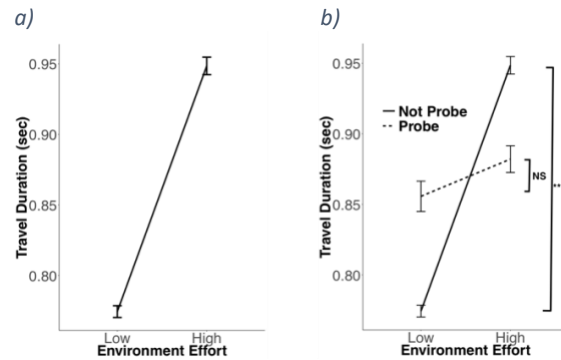 a)
b)
Travel Duration (sec)
0.95
0.90
0.85
0.80
Low High
Environment Effort
Travel Duration (sec)
0.95
0.90
0.85
0.80
Not Probe
Probe
NS
**
Low High
Environment Effort